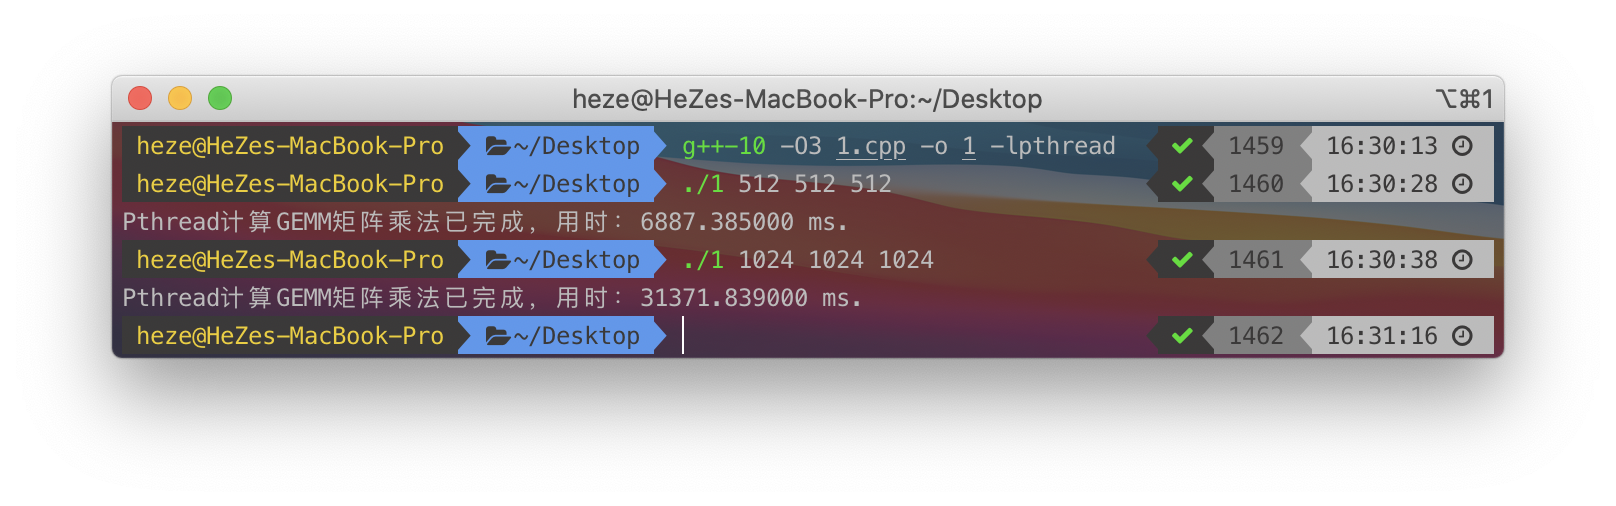 heze@HeZes-MacBook-Pro:~/Desktop ⌥⌘1
heze@HeZes-MacBook-Pro ~/Desktop g++-10 -O3 1.cpp -o 1 -lpthread ✔ 1459 16:30:13
heze@HeZes-MacBook-Pro ~/Desktop ./1 512 512 512 ✔ 1460 16:30:28
Pthread计算GEMM矩阵乘法已完成，用时：6887.385000 ms.
heze@HeZes-MacBook-Pro ~/Desktop ./1 1024 1024 1024 ✔ 1461 16:30:38
Pthread计算GEMM矩阵乘法已完成，用时：31371.839000 ms.
heze@HeZes-MacBook-Pro ~/Desktop ✔ 1462 16:31:16